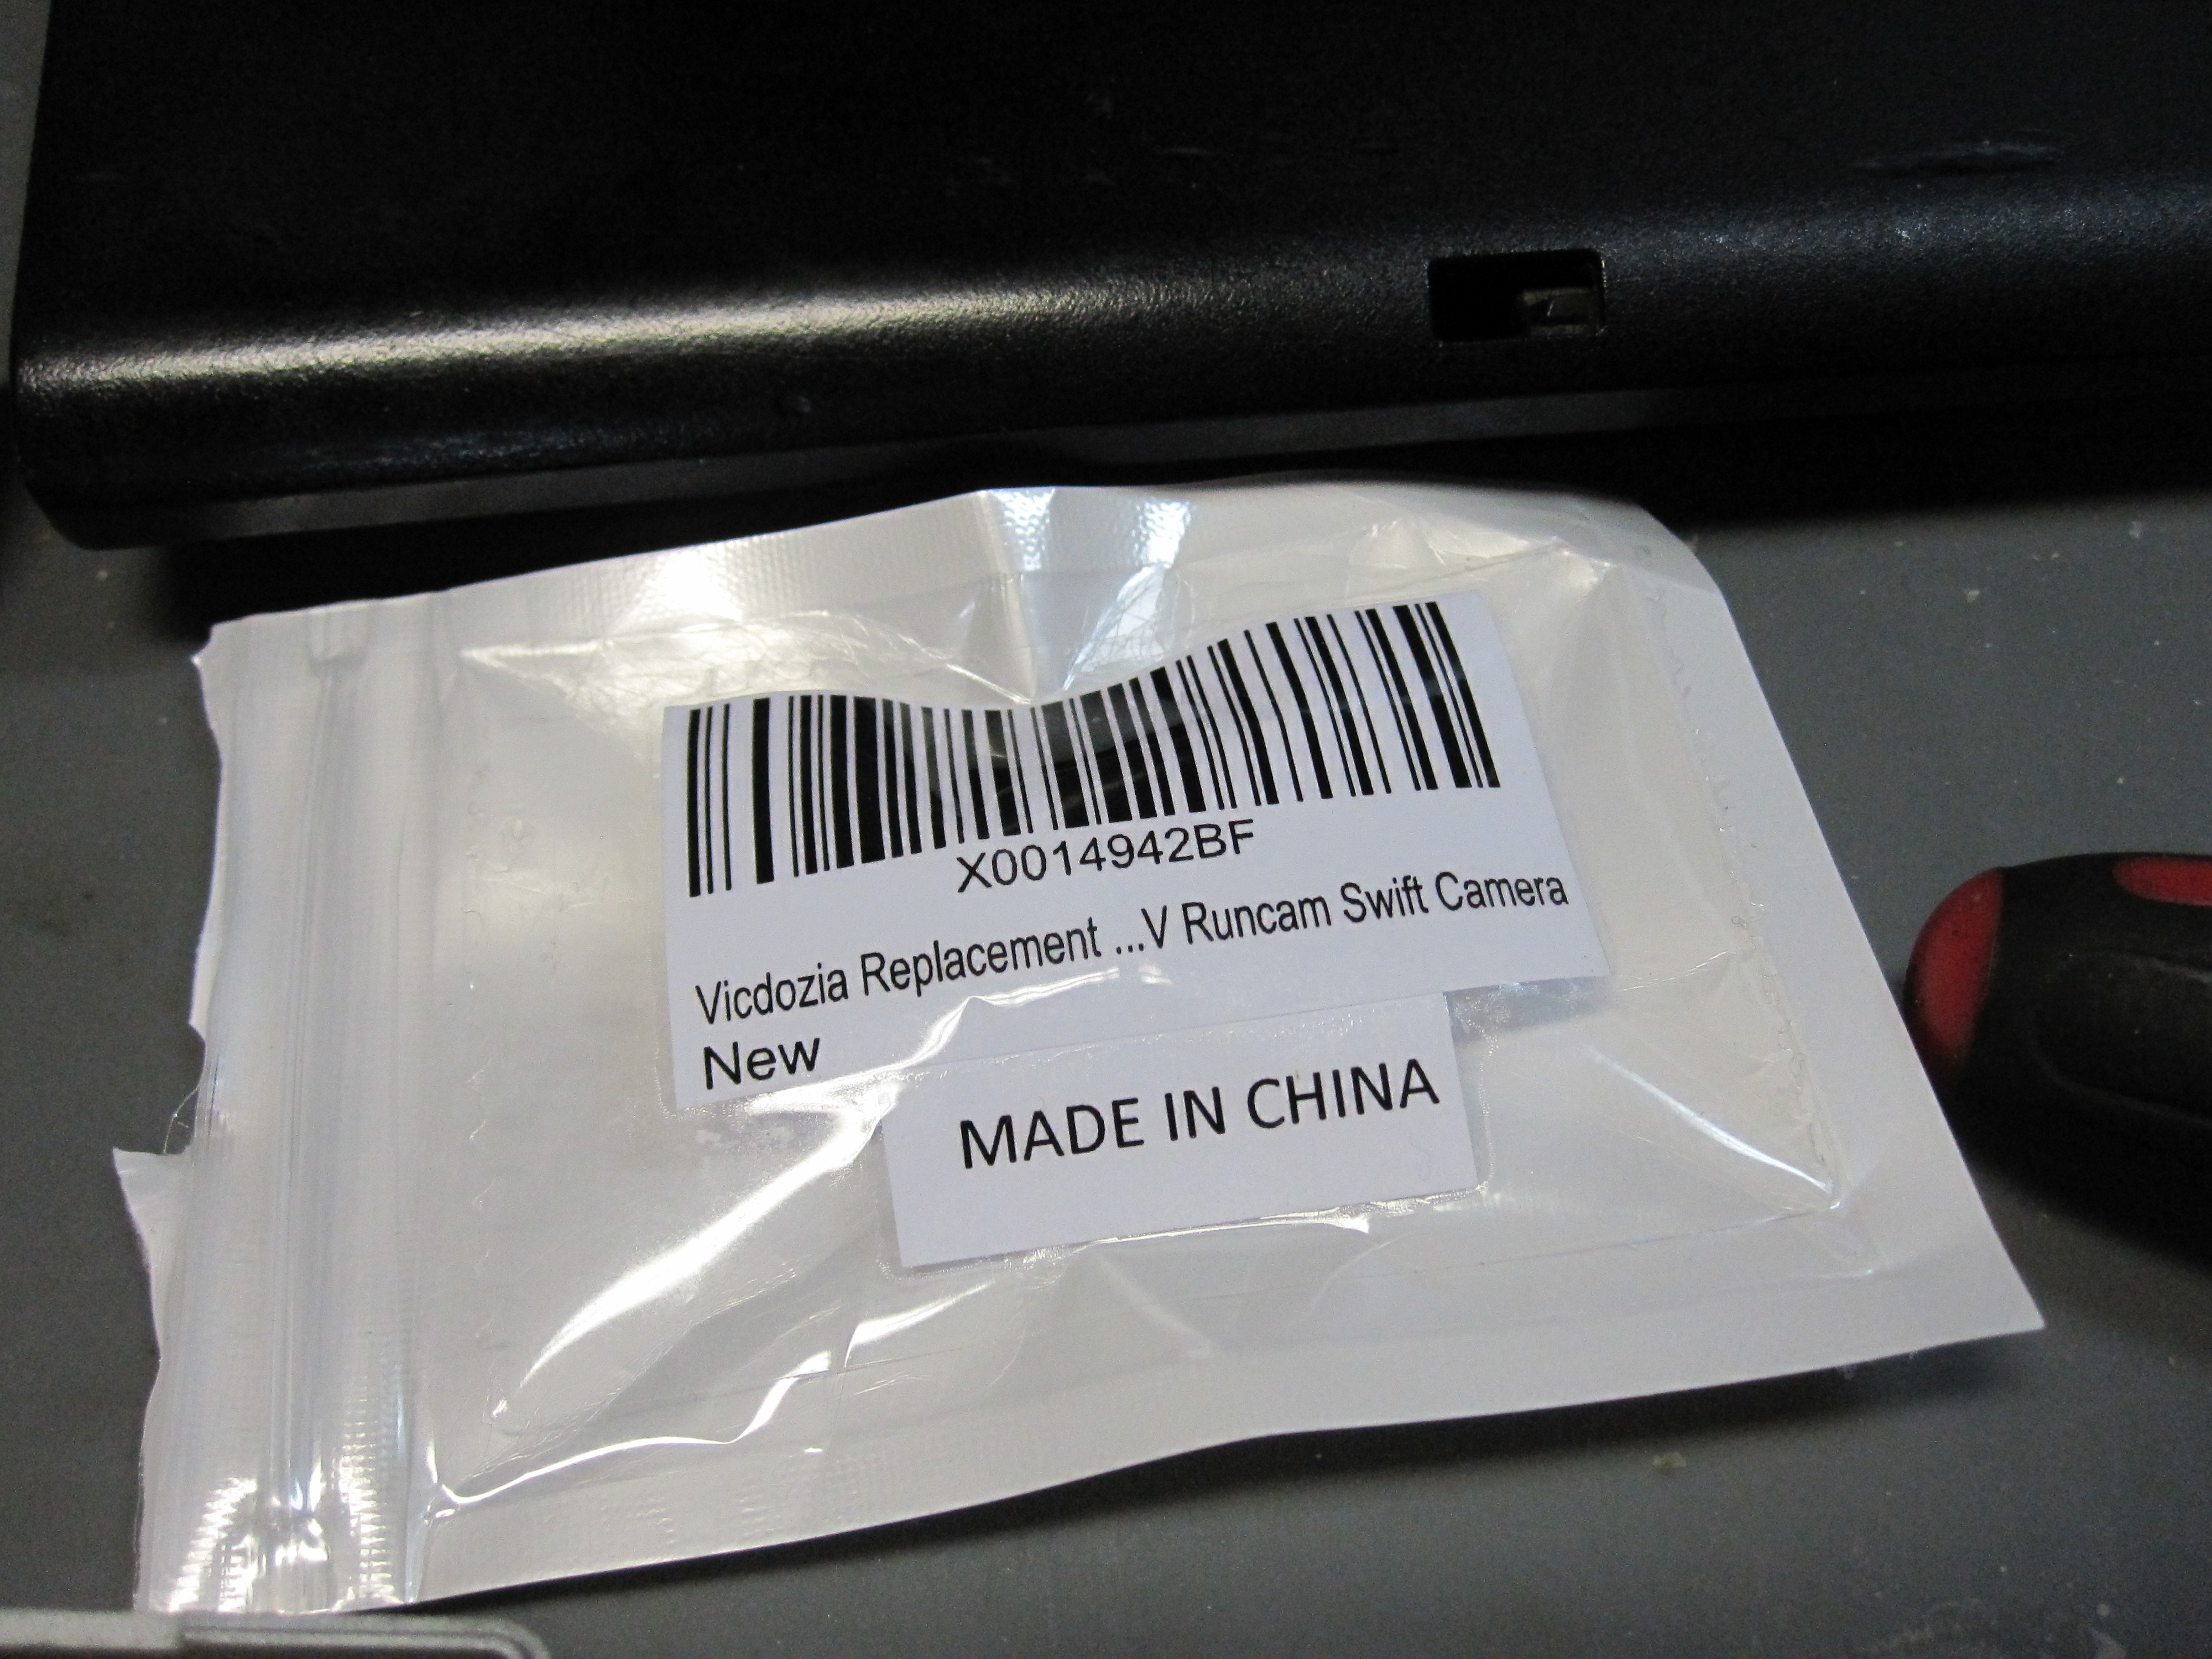 X0014942BF
Vicdozia Replacement ...V Runcam Swift Camera
New
MADE IN CHINA